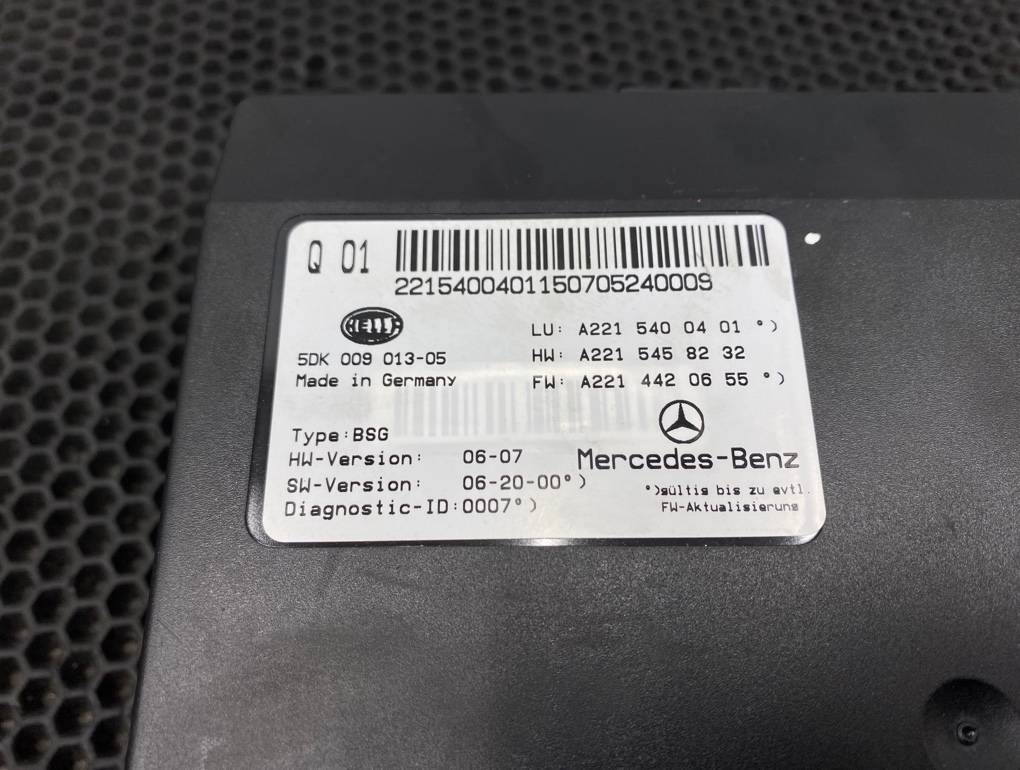 Q 01
2215400401150705240009
HELLA
LU: A221 540 04 01 °)
5DK 009 013-05
HW: A221 545 82 32
Made in Germany
FW: A221 442 06 55 °)
Type:BSG
HW-Version: 06-07
Mercedes-Benz
SW-Version: 06-20-00°)
°)gültig bis zu evtl.
Diagnostic-ID:0007°)
FW-Aktualisierung